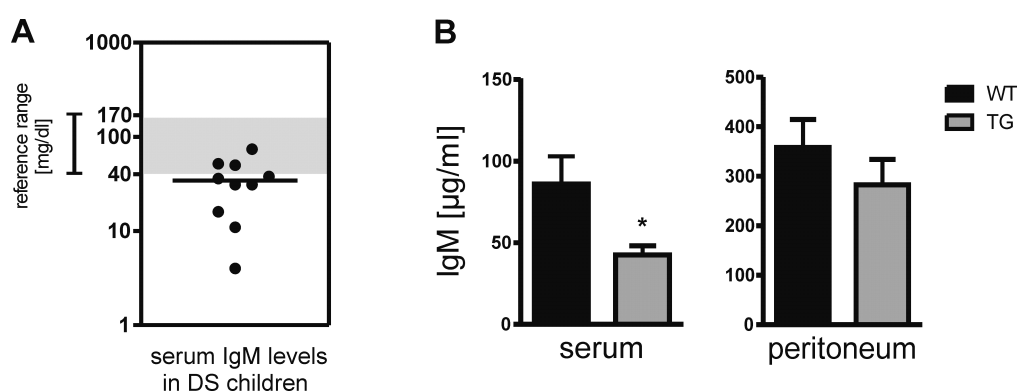 A
reference range
[mg/dl]
1000
170
100
40
10
1
serum IgM levels
in DS children
B
IgM [µg/ml]
150
100
50
0
*
serum
500
400
300
200
100
0
peritoneum
WT
TG